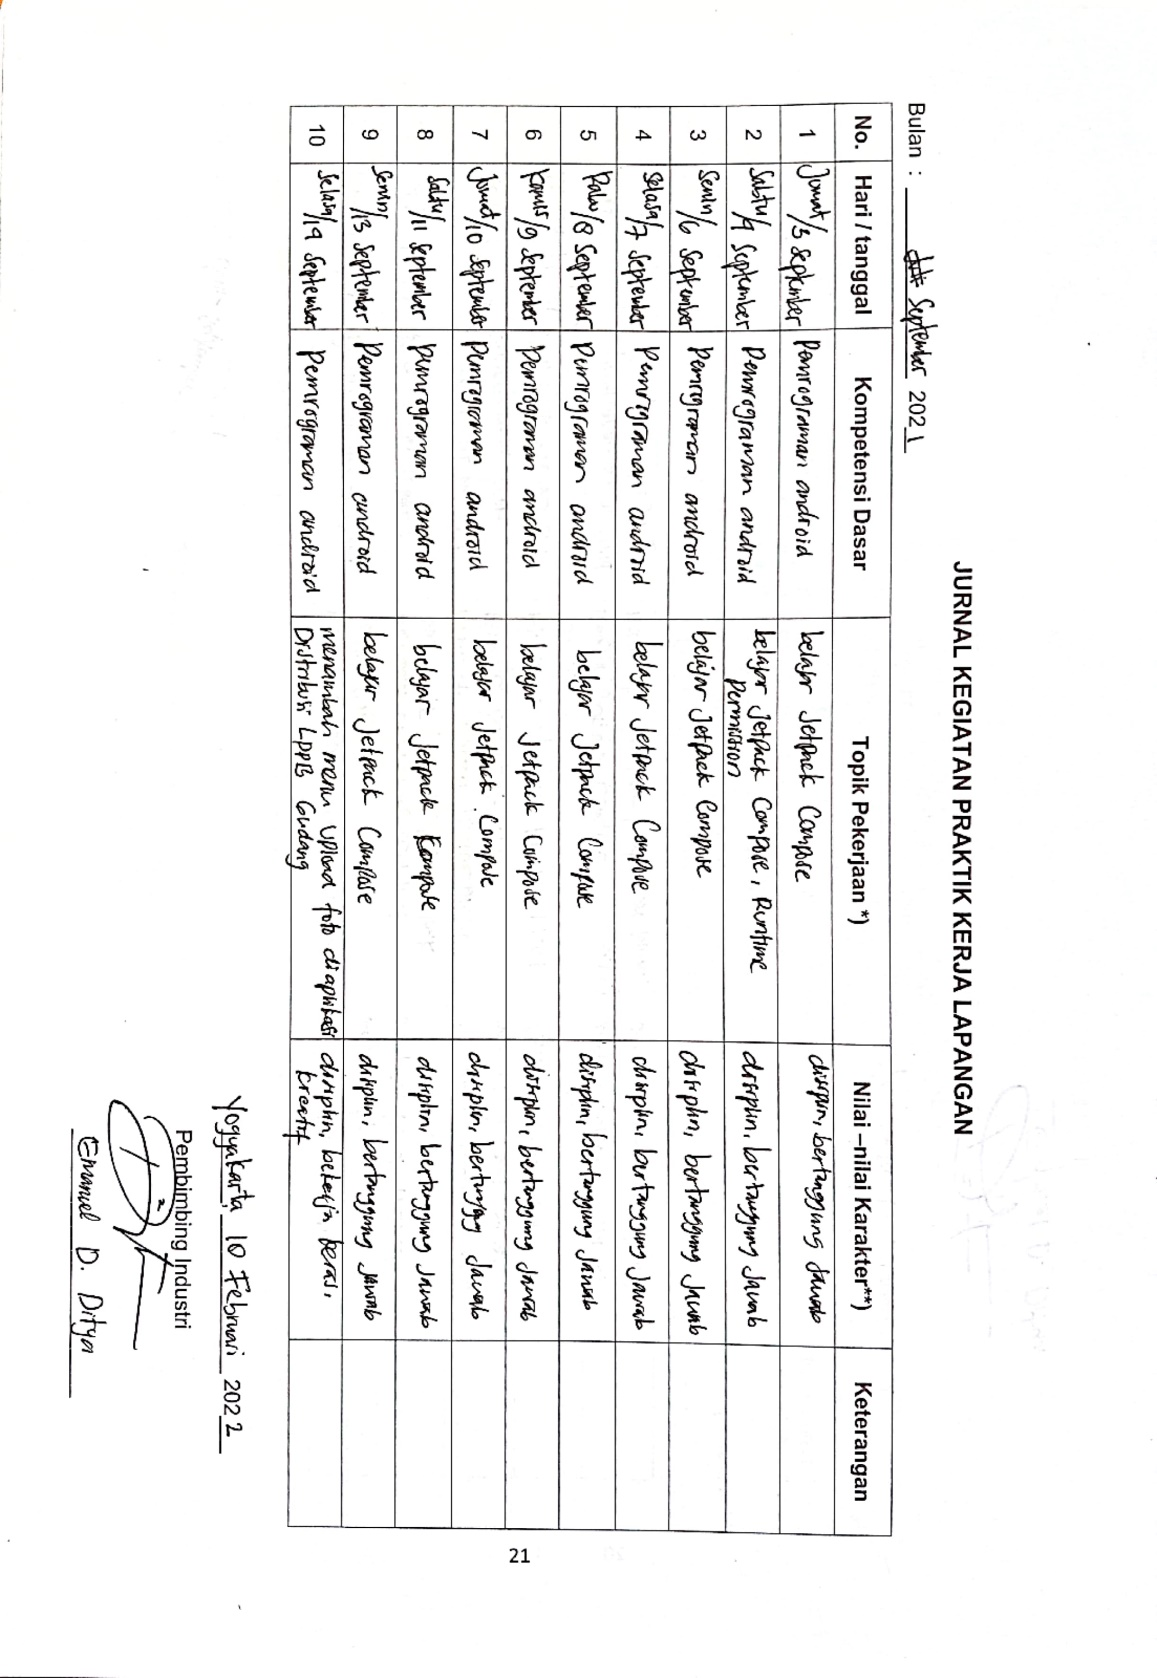 JURNAL KEGIATAN PRAKTIK KERJA LAPANGAN
Bulan : September 2021
No. Hari / tanggal Kompetensi Dasar Topik Pekerjaan *) Nilai –nilai Karakter**) Keterangan
1 Jumat/3 September Pemrograman android belajar Jetpack Compose disiplin, bertanggung Jawab
2 Sabtu/4 September Pemrograman android belajar Jetpack Compose, Runtime disiplin, bertanggung Jawab
Permission
3 Senin/6 September Pemrograman android belajar Jetpack Compose disiplin, bertanggung Jawab
4 Selasa/7 September Pemrograman android belajar Jetpack Compose disiplin, bertanggung Jawab
5 Rabu/8 September Pemrograman android belajar Jetpack Compose disiplin, bertanggung Jawab
6 Kamis/9 September Pemrograman android belajar Jetpack Compose disiplin, bertanggung Jawab
7 Jumat/10 September Pemrograman android belajar Jetpack Compose disiplin, bertanggung Jawab
8 Sabtu/11 September Pemrograman android belajar Jetpack Compose disiplin, bertanggung Jawab
9 Senin/13 September Pemrograman android belajar Jetpack Compose disiplin, bertanggung Jawab
10 Selasa/14 September Pemrograman android menambah menu upload foto di aplikasi disiplin, bekerja keras,
Distribusi LPPB Gudang kreatif
Yogyakarta, 10 Februari 2022
Pembimbing Industri
Emanuel D. Ditya
21